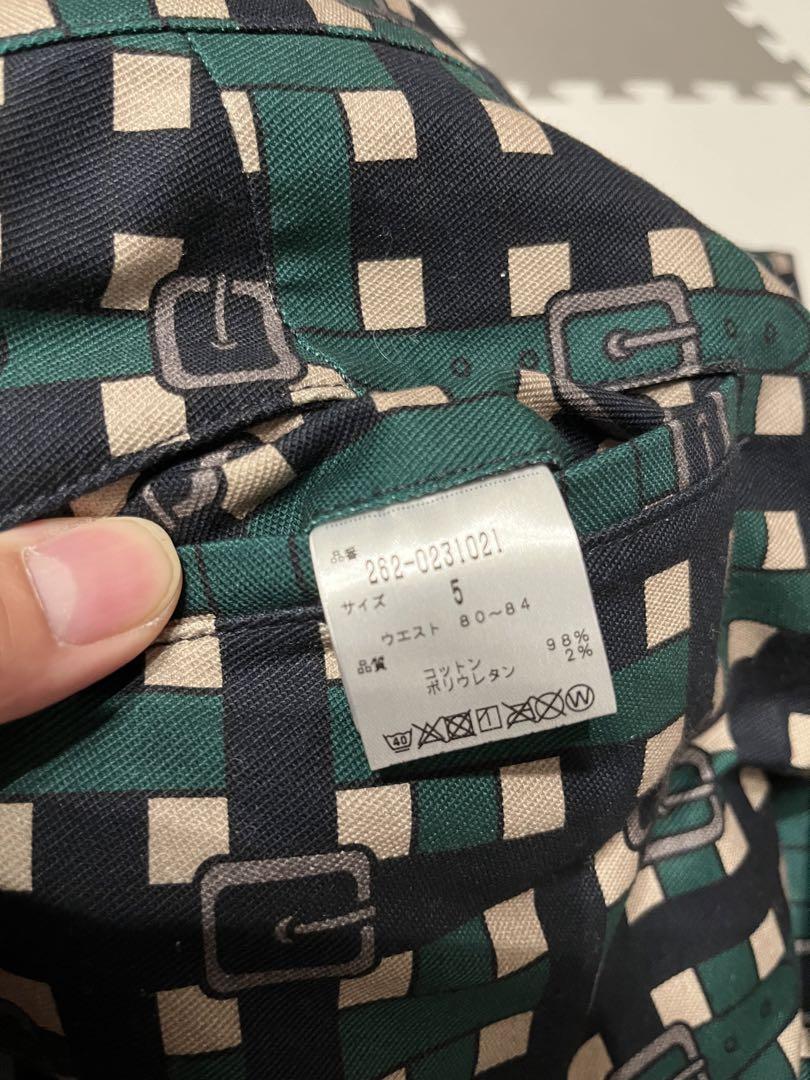 品番 262-0231021
サイズ 5
ウエスト 80～84
品質 コットン 98%
ポリウレタン 2%
40 W